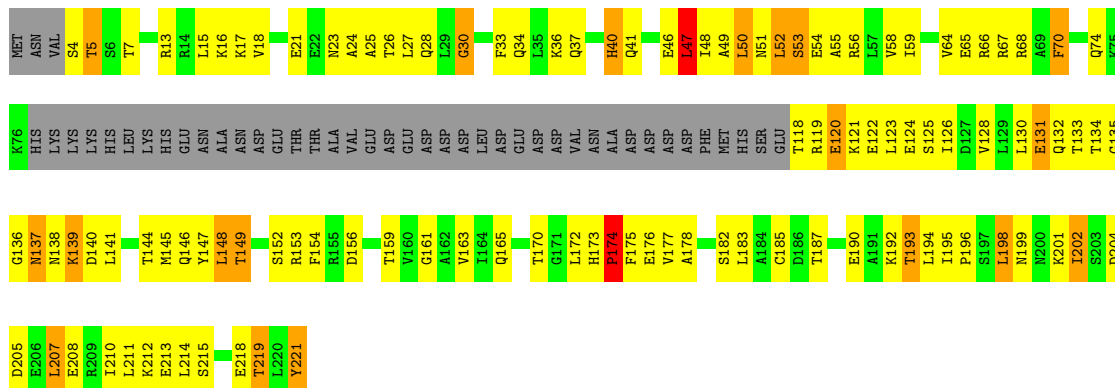 MET ASN VAL S4 T5 S6 T7 R13 R14 L15 K16 K17 V18 E21 E22 N23 A24 A25 T26 L27 Q28 L29 G30 F33 Q34 L35 K36 Q37 H40 Q41 E46 L47 I48 A49 L50 N51 L52 S53 E54 A55 R56 L57 V58 I59 V64 E65 R66 R67 R68 A69 F70 Q74 K75
K76 HIS LYS LYS LYS HIS LEU LYS HIS GLU ASN ALA ASN ASP GLU THR THR ALA VAL GLU ASP GLU ASP ASP ASP LEU ASP GLU ASP ASP VAL ASN ALA ASP ASP ASP ASP PHE MET HIS SER GLU T118 R119 E120 K121 E122 L123 E124 S125 I126 D127 V128 L129 L130 E131 Q132 T133 T134 G135
G136 N137 N138 K139 D140 L141 T144 M145 Q146 Y147 L148 T149 S152 R153 F154 R155 D156 T159 V160 G161 A162 V163 I164 Q165 T170 G171 L172 H173 P174 F175 E176 V177 A178 S182 L183 A184 C185 D186 T187 E190 A191 K192 T193 L194 I195 P196 S197 L198 N199 N200 K201 I202 S203 D204
D205 E206 L207 E208 R209 I210 L211 K212 E213 L214 S215 E218 T219 L220 Y221